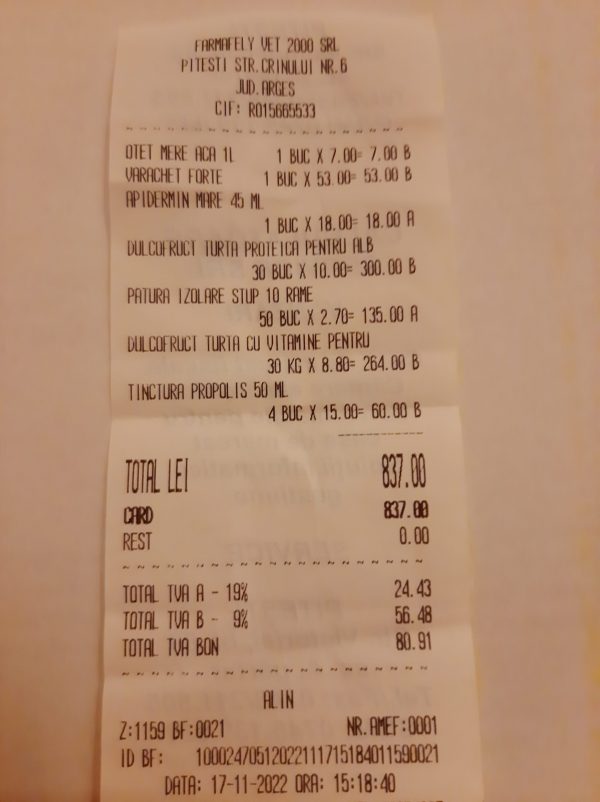 FARMAFELY VET 2000 SRL
PITESTI STR.CRINULUI NR.6
JUD.ARGES
CIF: RO15665533
OTET MERE ACA 1L 1 BUC X 7.00= 7.00 B
VARACHET FORTE 1 BUC X 53.00= 53.00 B
APIDERMIN MARE 45 ML
1 BUC X 18.00= 18.00 A
DULCOFRUCT TURTA PROTEICA PENTRU ALB
30 BUC X 10.00= 300.00 B
PATURA IZOLARE STUP 10 RAME
50 BUC X 2.70= 135.00 A
DULCOFRUCT TURTA CU VITAMINE PENTRU
30 KG X 8.80= 264.00 B
TINCTURA PROPOLIS 50 ML
4 BUC X 15.00= 60.00 B
TOTAL LEI 837.00
CARD 837.00
REST 0.00
TOTAL TVA A - 19% 24.43
TOTAL TVA B - 9% 56.48
TOTAL TVA BON 80.91
ALIN
Z:1159 BF:0021 NR.AMEF:0001
ID BF: 1000247051202211171518401159​0021
DATA: 17-11-2022 ORA: 15:18:40